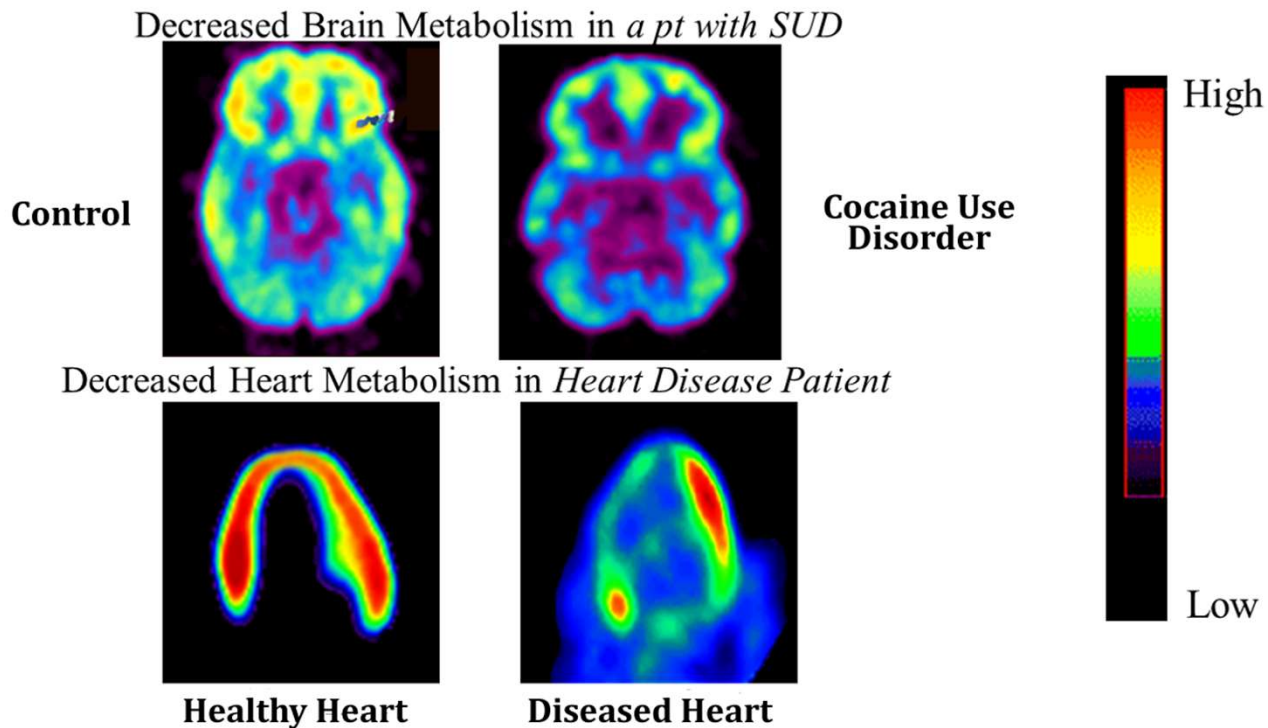 Decreased Brain Metabolism in a pt with SUD
High
Control
Cocaine Use
Disorder
Decreased Heart Metabolism in Heart Disease Patient
Low
Healthy Heart
Diseased Heart